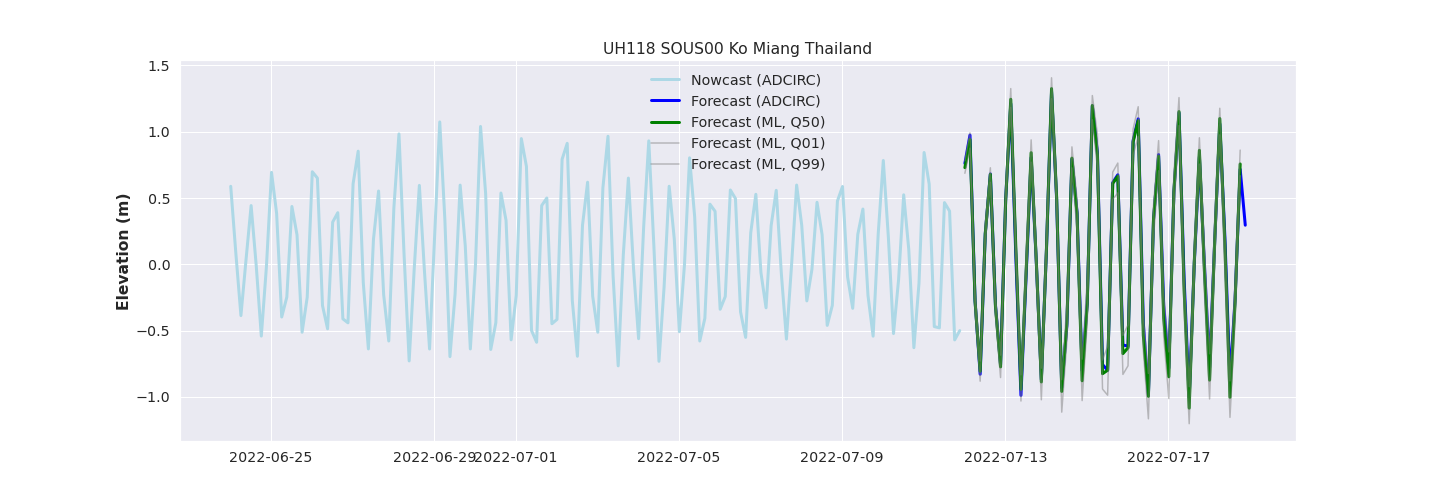 UH118 SOUS00 Ko Miang Thailand
Elevation (m)
1.5
1.0
0.5
0.0
−0.5
−1.0
Nowcast (ADCIRC)
Forecast (ADCIRC)
Forecast (ML, Q50)
Forecast (ML, Q01)
Forecast (ML, Q99)
2022-06-25 2022-06-29 2022-07-01 2022-07-05 2022-07-09 2022-07-13 2022-07-17